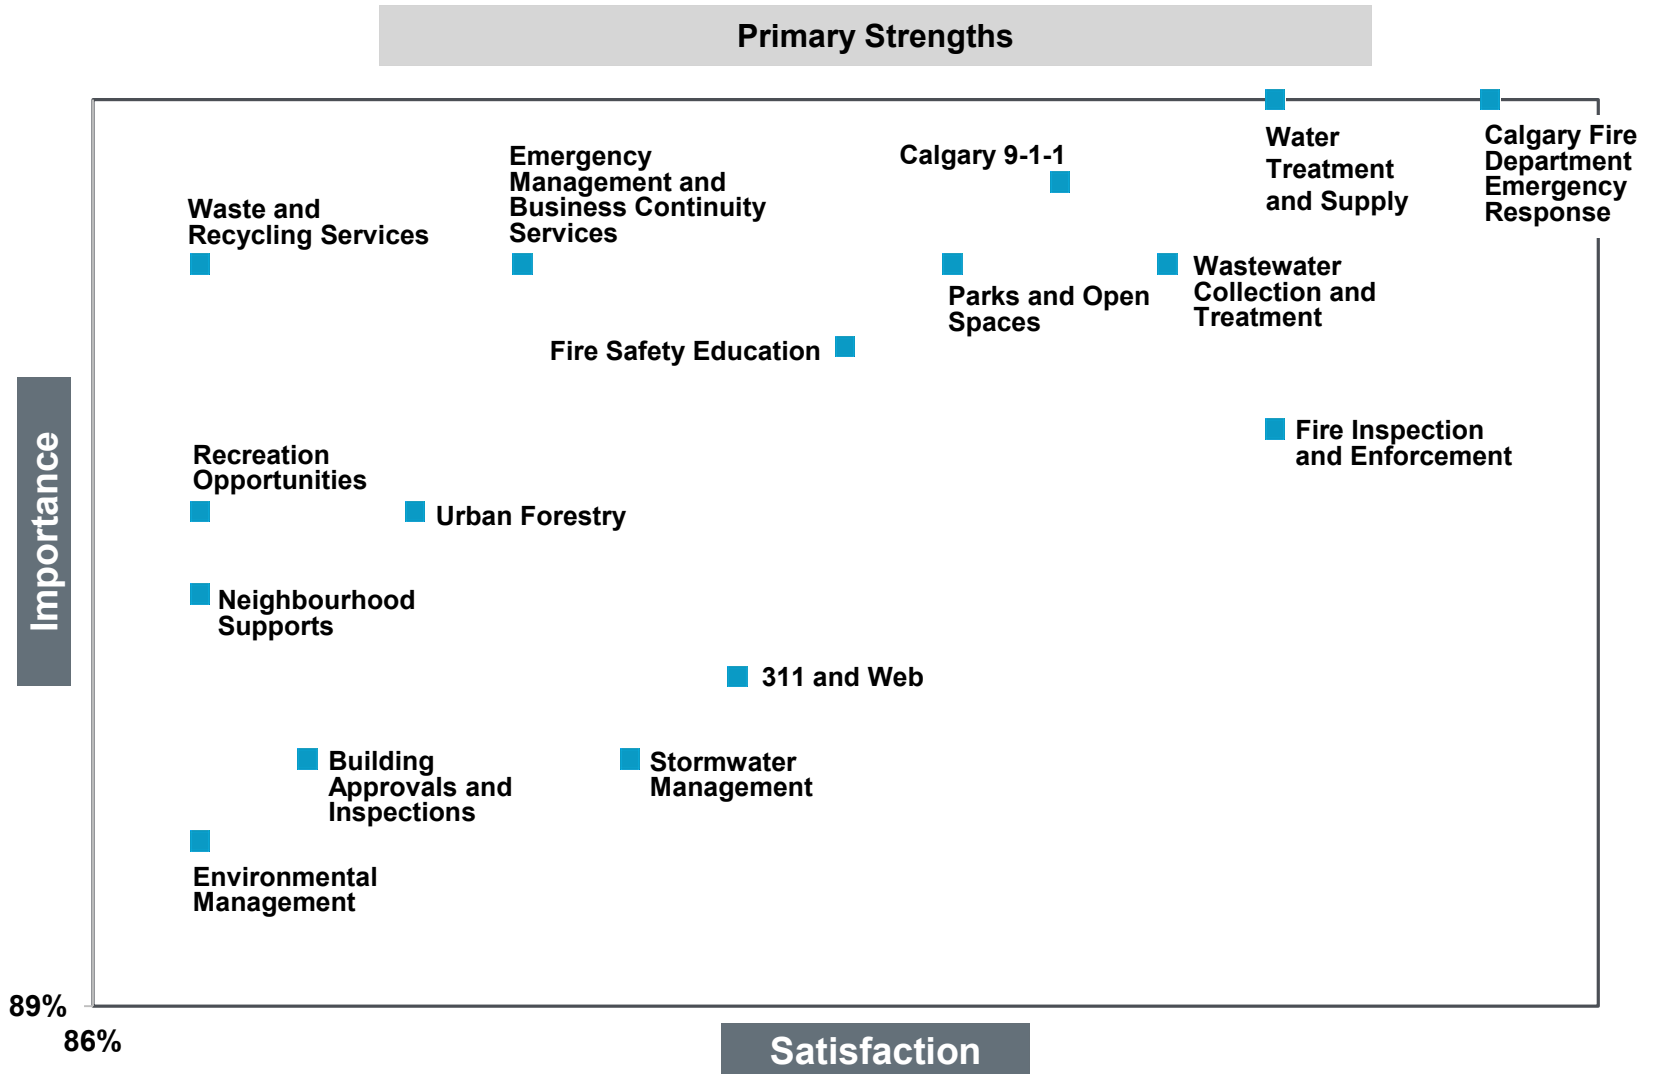 Primary Strengths
Calgary 9-1-1
Water
Treatment
and Supply
Calgary Fire
Department
Emergency
Response
Emergency
Management and
Business Continuity
Services
Waste and
Recycling Services
Parks and Open
Spaces
Wastewater
Collection and
Treatment
Fire Safety Education
Fire Inspection
and Enforcement
Recreation
Opportunities
Urban Forestry
Importance
Neighbourhood
Supports
311 and Web
Building
Approvals and
Inspections
Stormwater
Management
Environmental
Management
89%
86%
Satisfaction